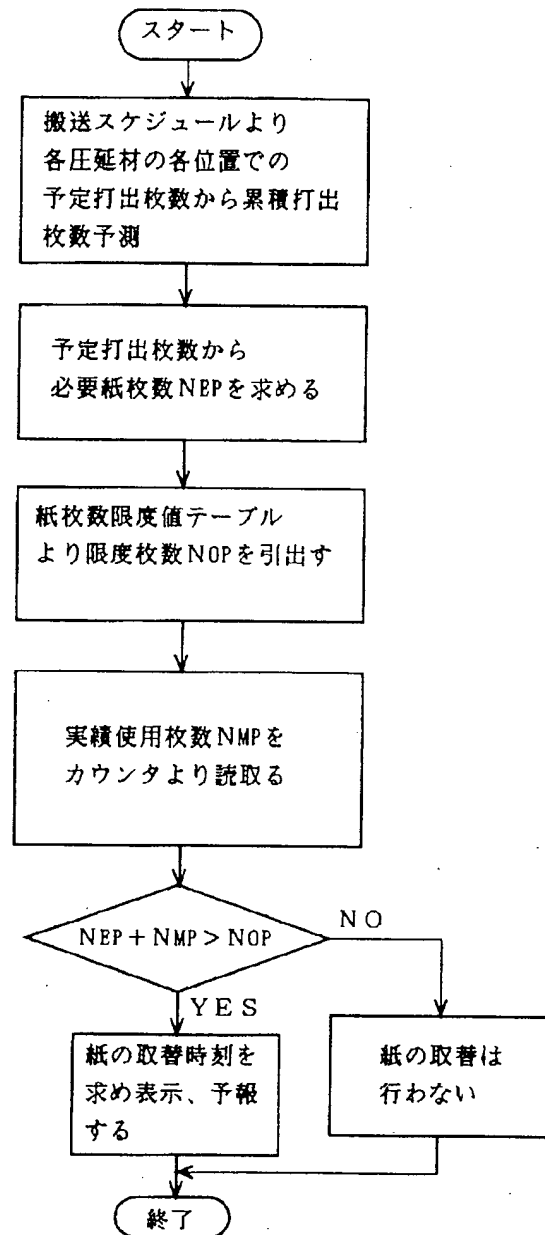 スタート
搬送スケジュールより
各圧延材の各位置での
予定打出枚数から累積打出
枚数予測
予定打出枚数から
必要紙枚数NEPを求める
紙枚数限度値テーブル
より限度枚数NOPを引出す
実績使用枚数NMPを
カウンタより読取る
NEP+NMP>NOP
NO
YES
紙の取替時刻を
求め表示、予報
する
紙の取替は
行わない
終了